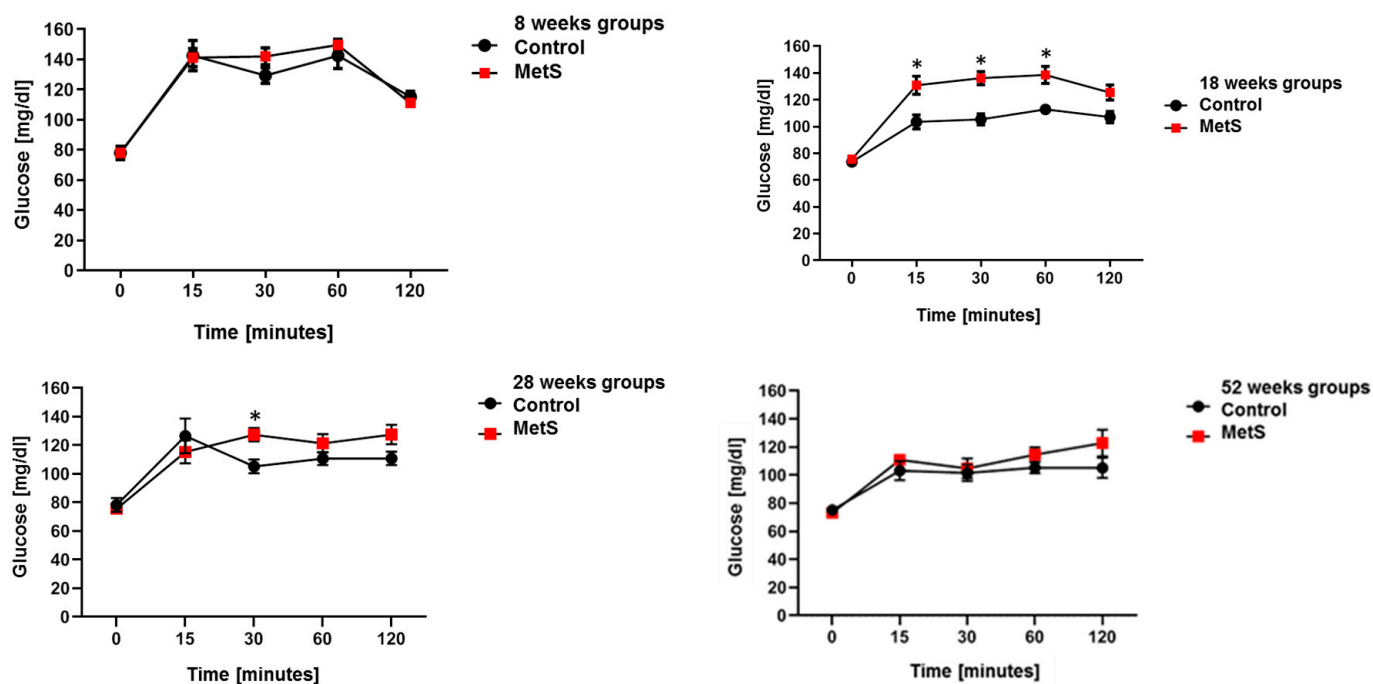 8 weeks groups
Control
MetS
Glucose [mg/dl]
160
140
120
100
80
60
40
20
0
0 15 30 60 120
Time [minutes]
18 weeks groups
Control
MetS
Glucose [mg/dl]
160
140
120
100
80
60
40
20
0
* * *
0 15 30 60 120
Time [minutes]
28 weeks groups
Control
MetS
Glucose [mg/dl]
160
140
120
100
80
60
40
20
0
*
0 15 30 60 120
Time [minutes]
52 weeks groups
Control
MetS
Glucose [mg/dl]
160
140
120
100
80
60
40
20
0
0 15 30 60 120
Time [minutes]